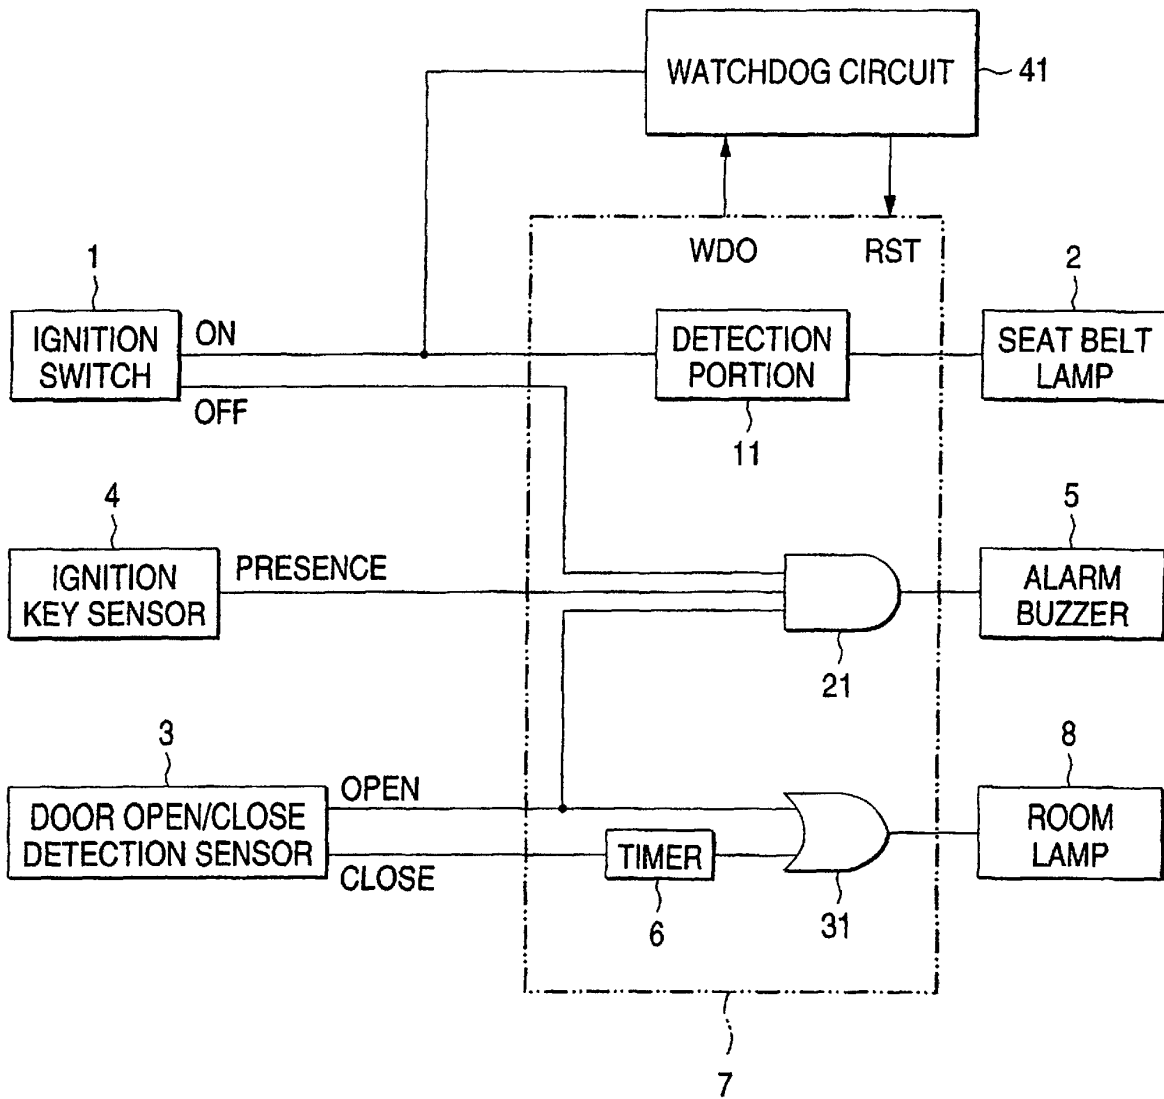 WATCHDOG CIRCUIT
41
WDO
RST
1
2
IGNITION
SWITCH
ON
OFF
DETECTION
PORTION
11
SEAT BELT
LAMP
4
5
IGNITION
KEY SENSOR
PRESENCE
21
ALARM
BUZZER
3
8
DOOR OPEN/CLOSE
DETECTION SENSOR
OPEN
CLOSE
TIMER
6
31
ROOM
LAMP
7